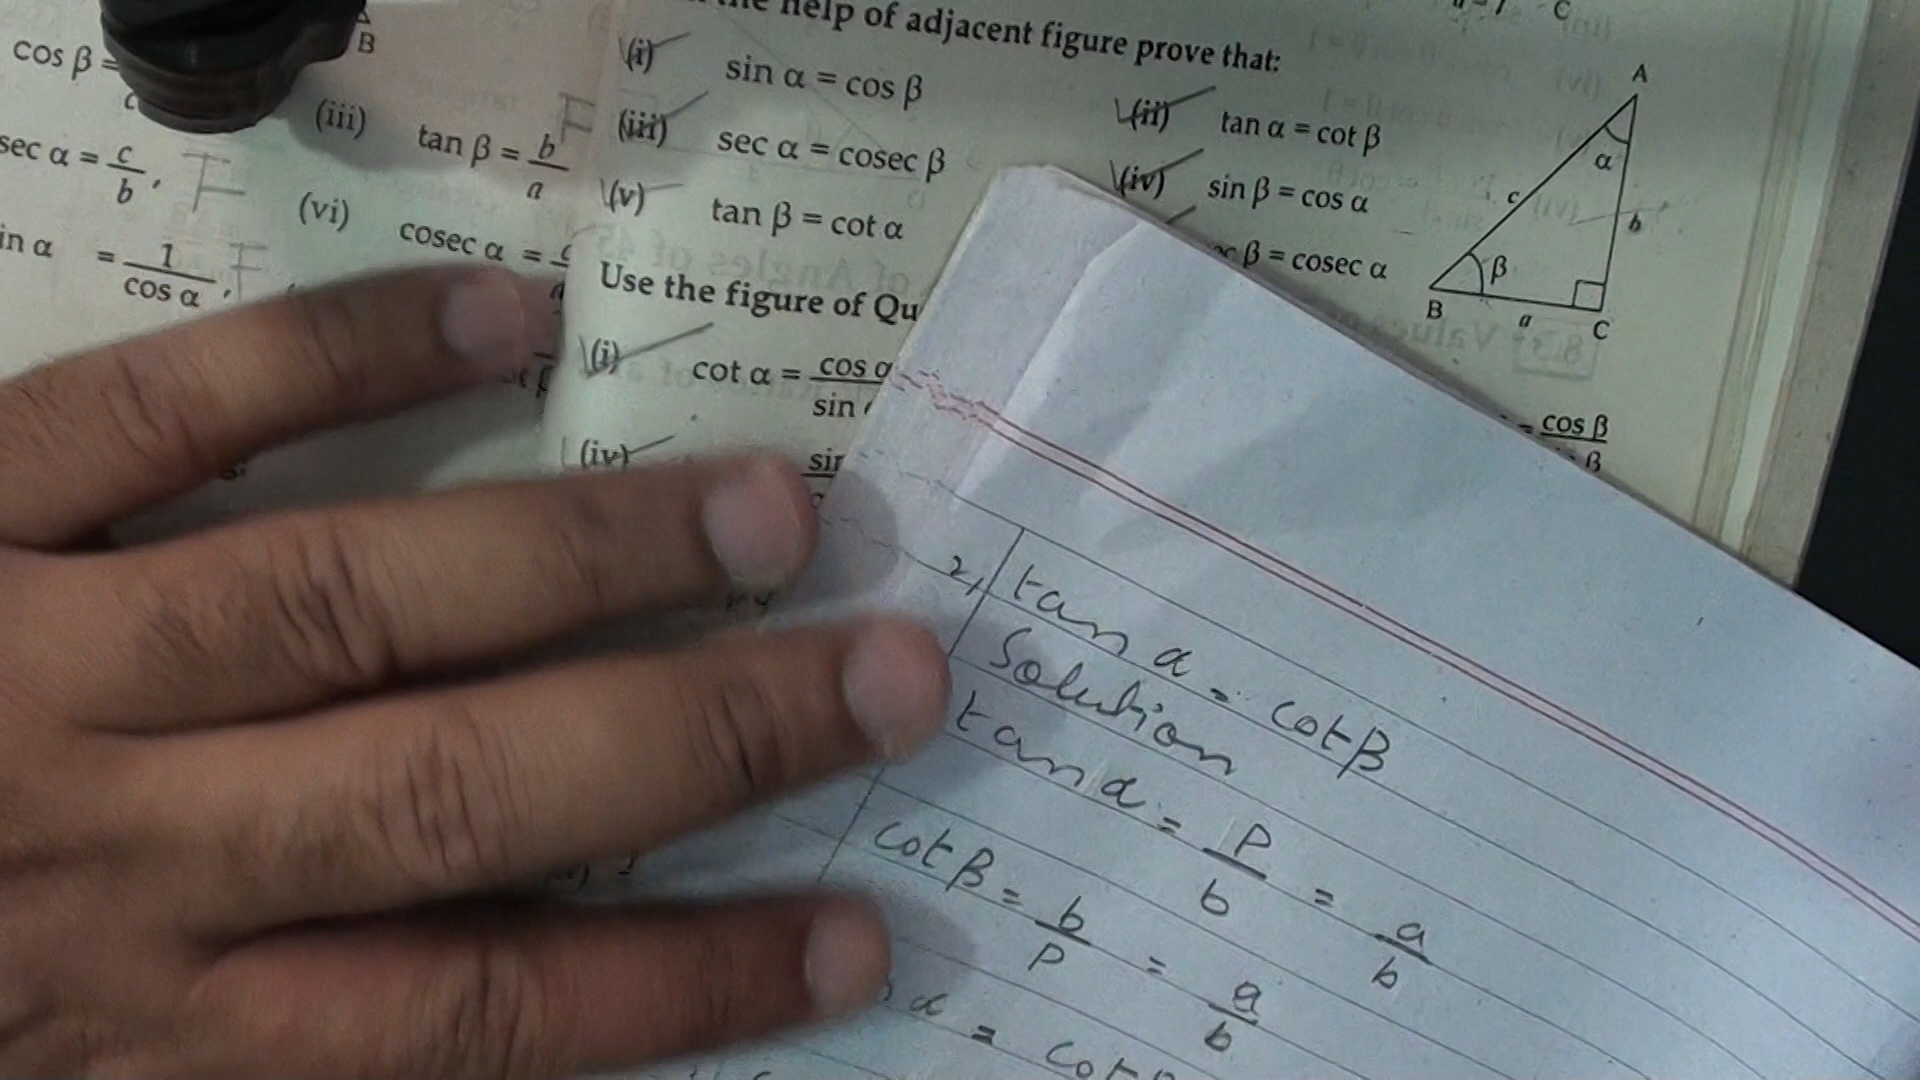 help of adjacent figure prove that:
(i) sin α = cos β
(ii) tan α = cot β
(iii) sec α = cosec β
(iv) sin β = cos α
(v) tan β = cot α
β = cosec α
Use the figure of
(i) cot α = cos α / sin
(iv)
cos β
β
A
α
c
b
β
B
a
C
B
cos β =
(iii) tan β = b/a
F
sec α = c/b, F
(vi) cosec α =
α = 1/cos α, F
2, tan α = cot β
Solution
tan α = P/b = a/b
cot β = b/P = a/b
α = cot